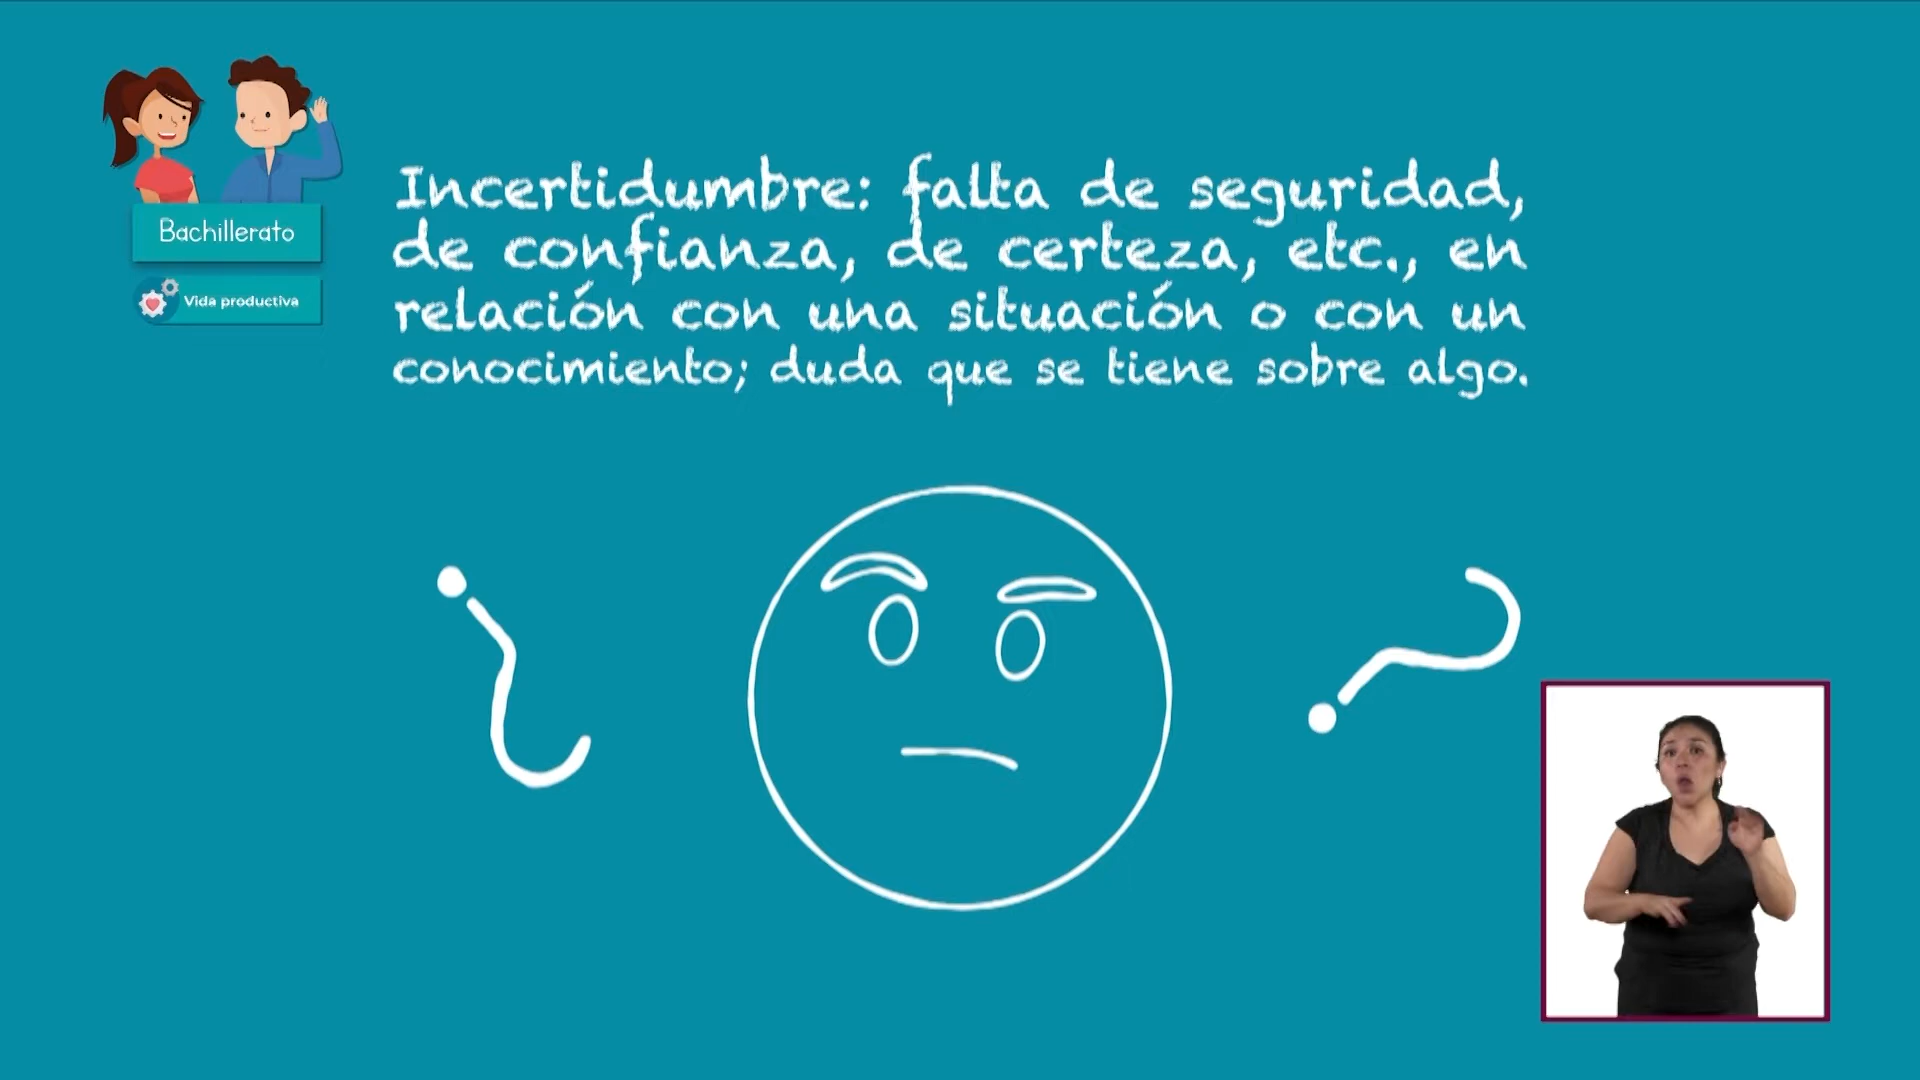 Bachillerato
Vida productiva
Incertidumbre: falta de seguridad,
de confianza, de certeza, etc., en
relación con una situación o con un
conocimiento; duda que se tiene sobre algo.
¿ ?